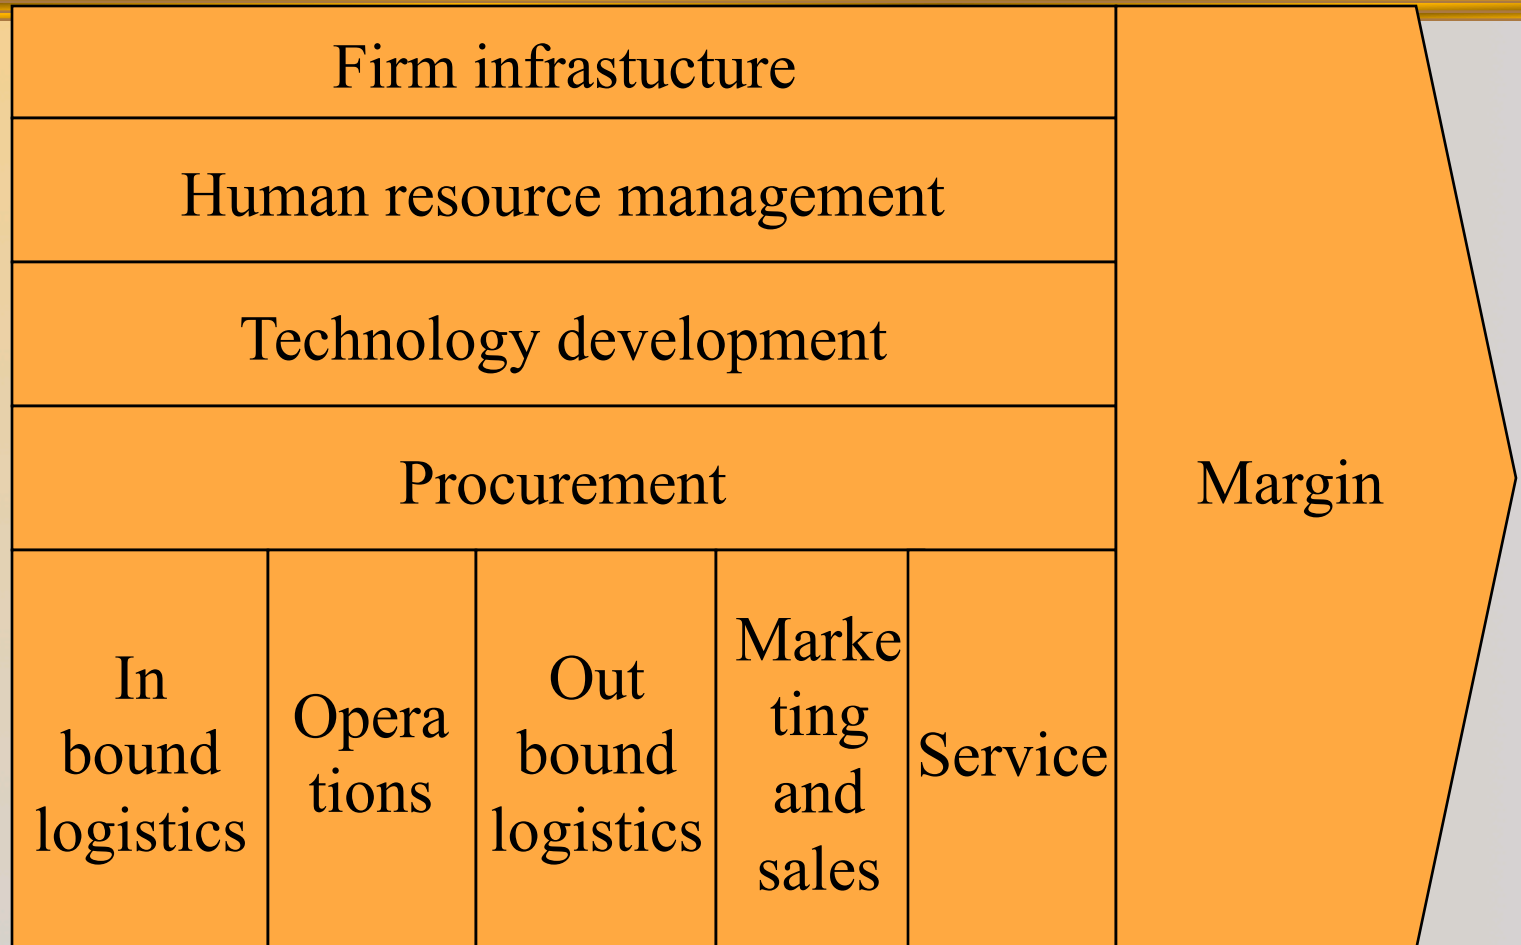 Firm infrastucture
Human resource management
Technology development
Procurement
Margin
In
bound
logistics
Opera
tions
Out
bound
logistics
Marke
ting
and
sales
Service